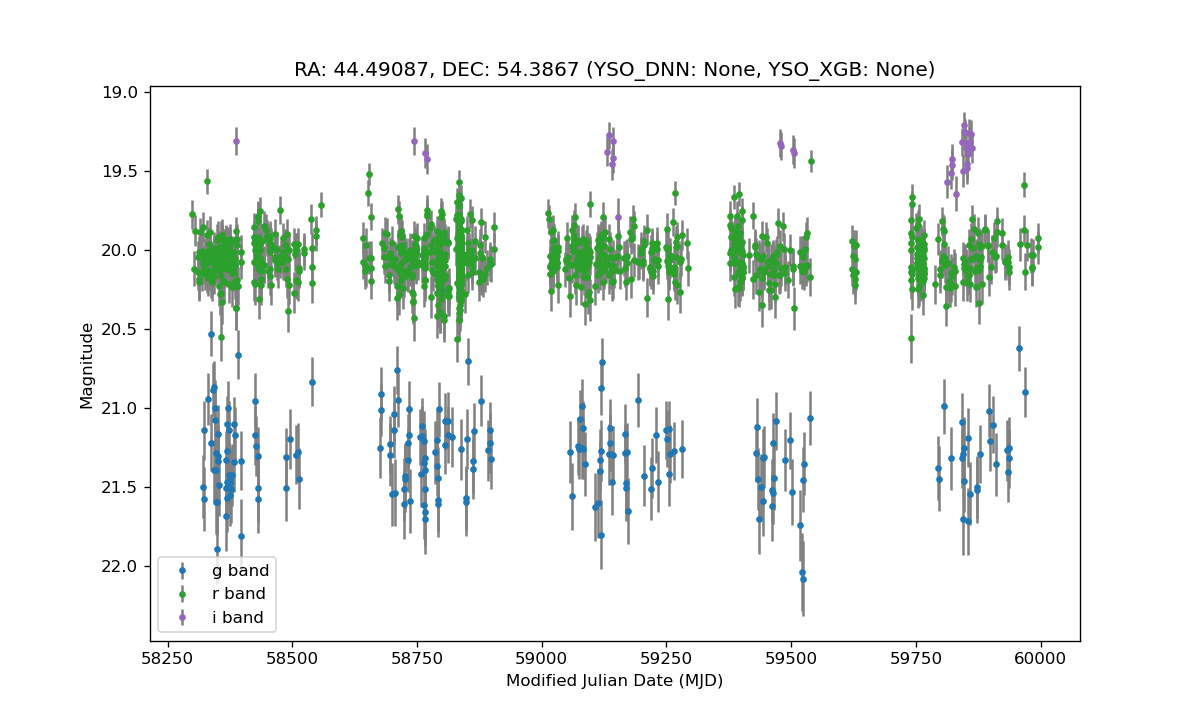 RA: 44.49087, DEC: 54.3867 (YSO_DNN: None, YSO_XGB: None)
19.0
19.5
20.0
20.5
21.0
21.5
22.0
Magnitude
g band
r band
i band
58250
58500
58750
59000
59250
59500
59750
60000
Modified Julian Date (MJD)